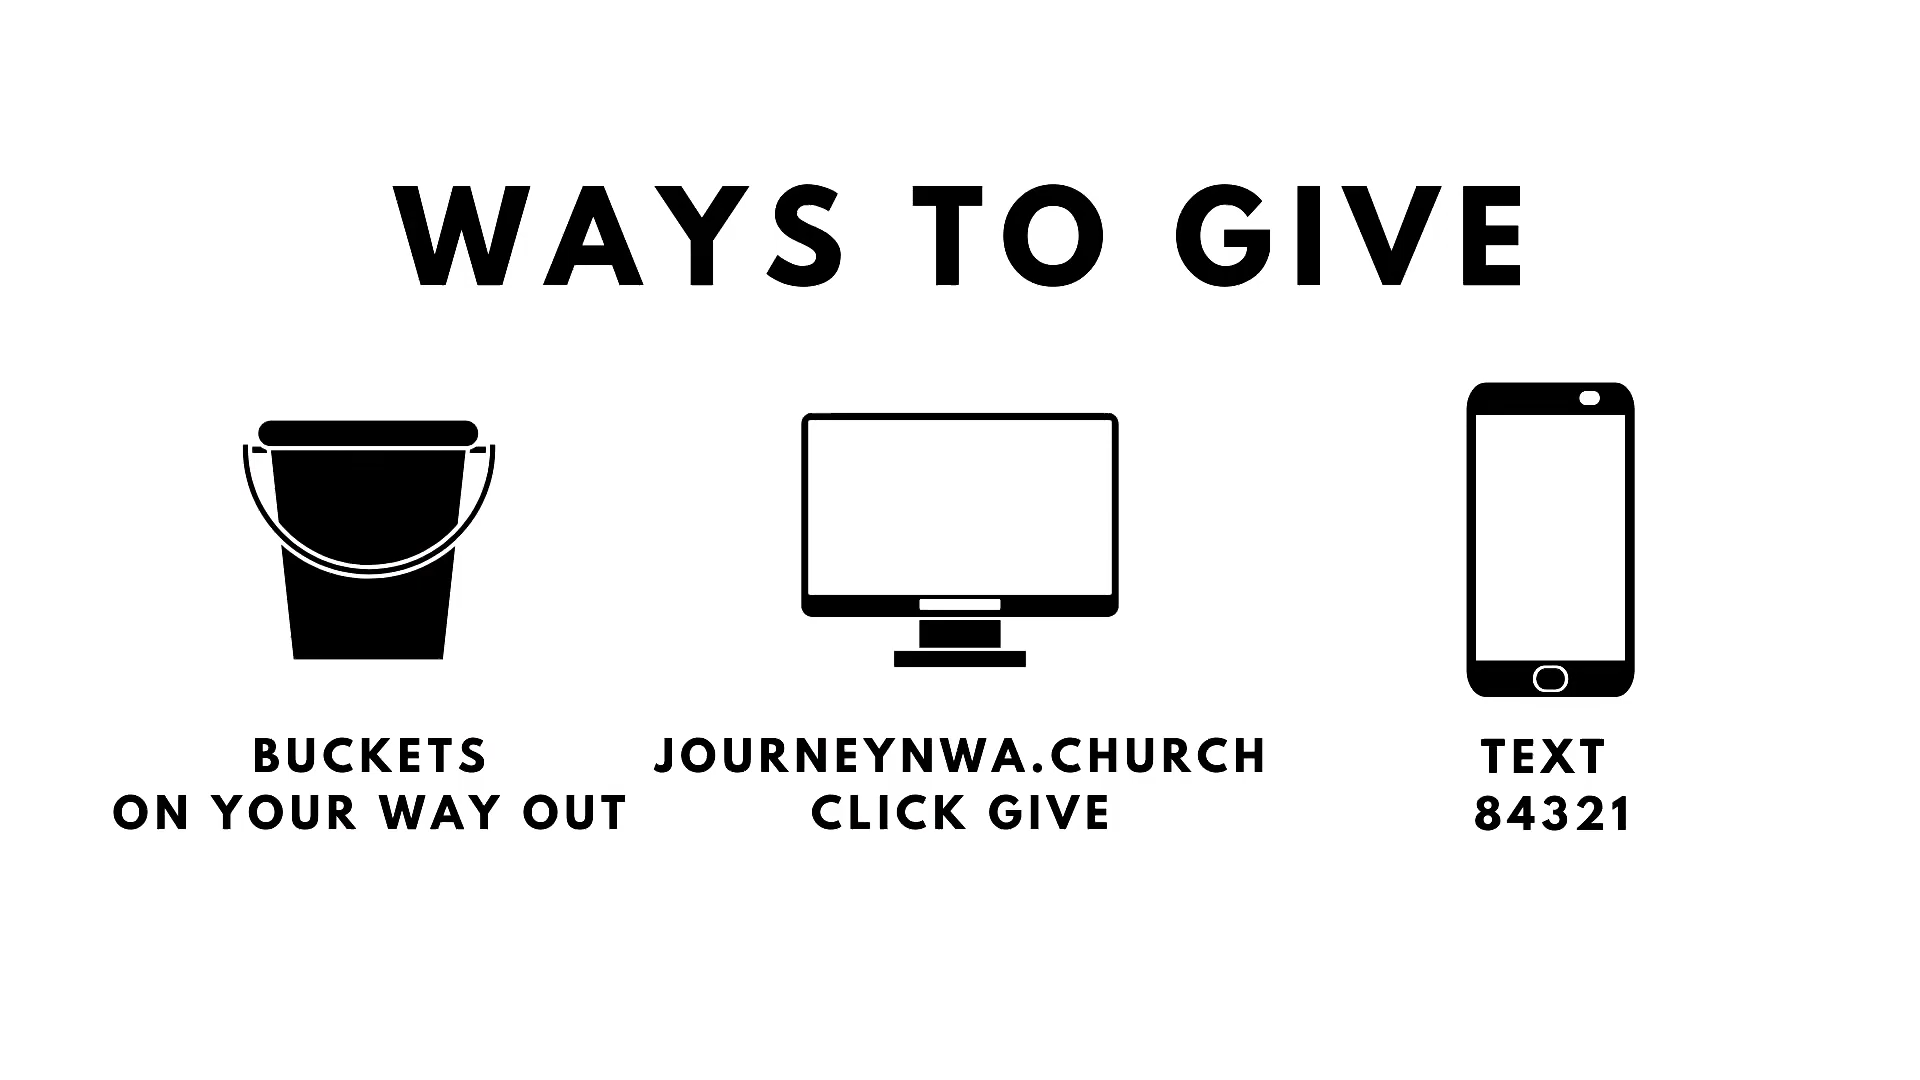 WAYS TO GIVE
BUCKETS
ON YOUR WAY OUT
JOURNEYNWA.CHURCH
CLICK GIVE
TEXT
84321